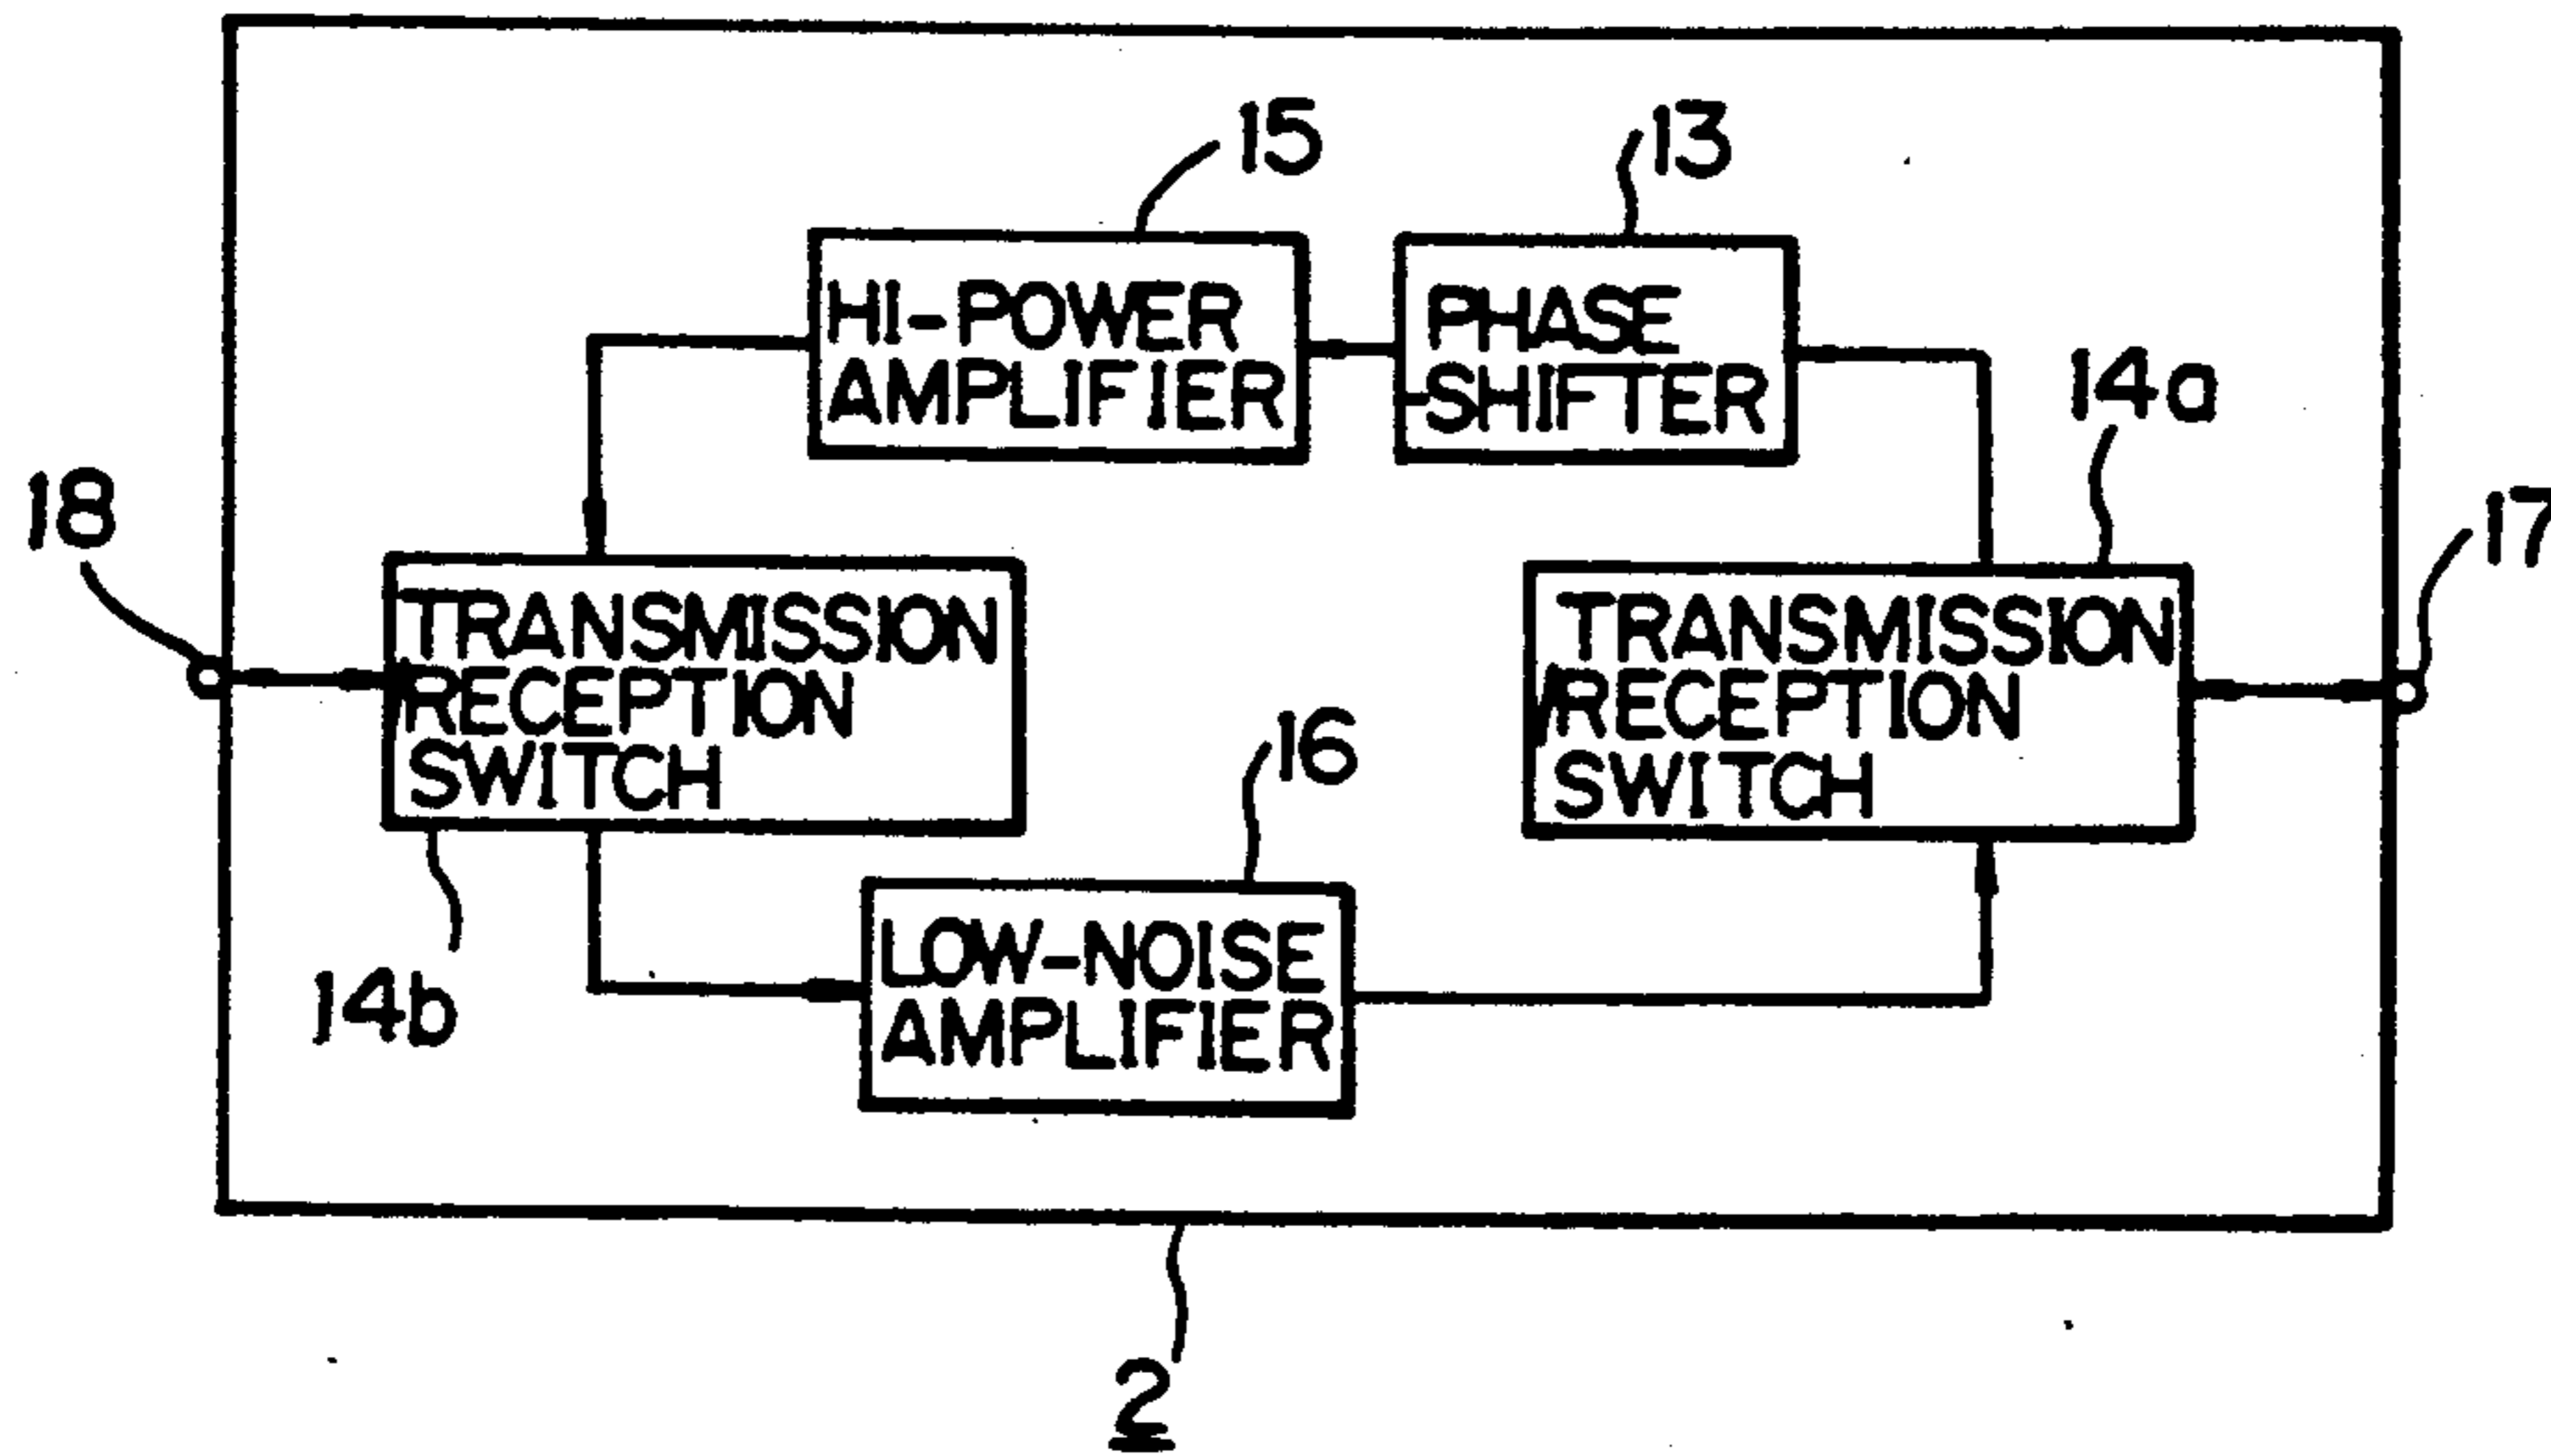 15
13
HI-POWER
AMPLIFIER
PHASE
-SHIFTER
14a
18
17
TRANSMISSION
/RECEPTION
SWITCH
TRANSMISSION
/RECEPTION
SWITCH
16
14b
LOW-NOISE
AMPLIFIER
2